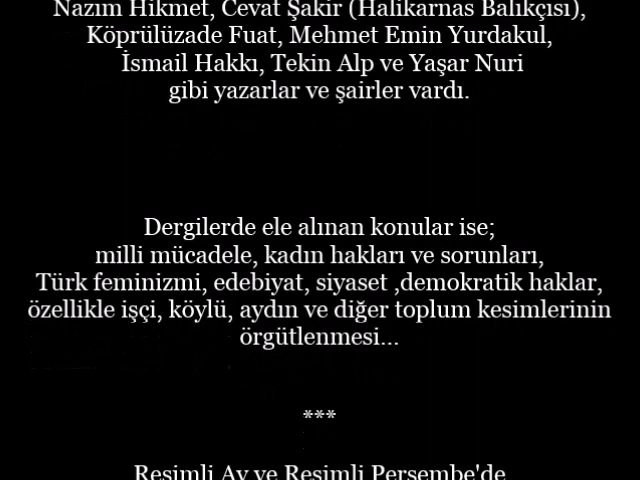 Nazım Hikmet, Cevat Şakir (Halikarnas Balıkçısı),
Köprülüzade Fuat, Mehmet Emin Yurdakul,
İsmail Hakkı, Tekin Alp ve Yaşar Nuri
gibi yazarlar ve şairler vardı.
Dergilerde ele alınan konular ise;
milli mücadele, kadın hakları ve sorunları,
Türk feminizmi, edebiyat, siyaset ,demokratik haklar,
özellikle işçi, köylü, aydın ve diğer toplum kesimlerinin
örgütlenmesi...
***
Resimli Ay ve Resimli Perşembe'de